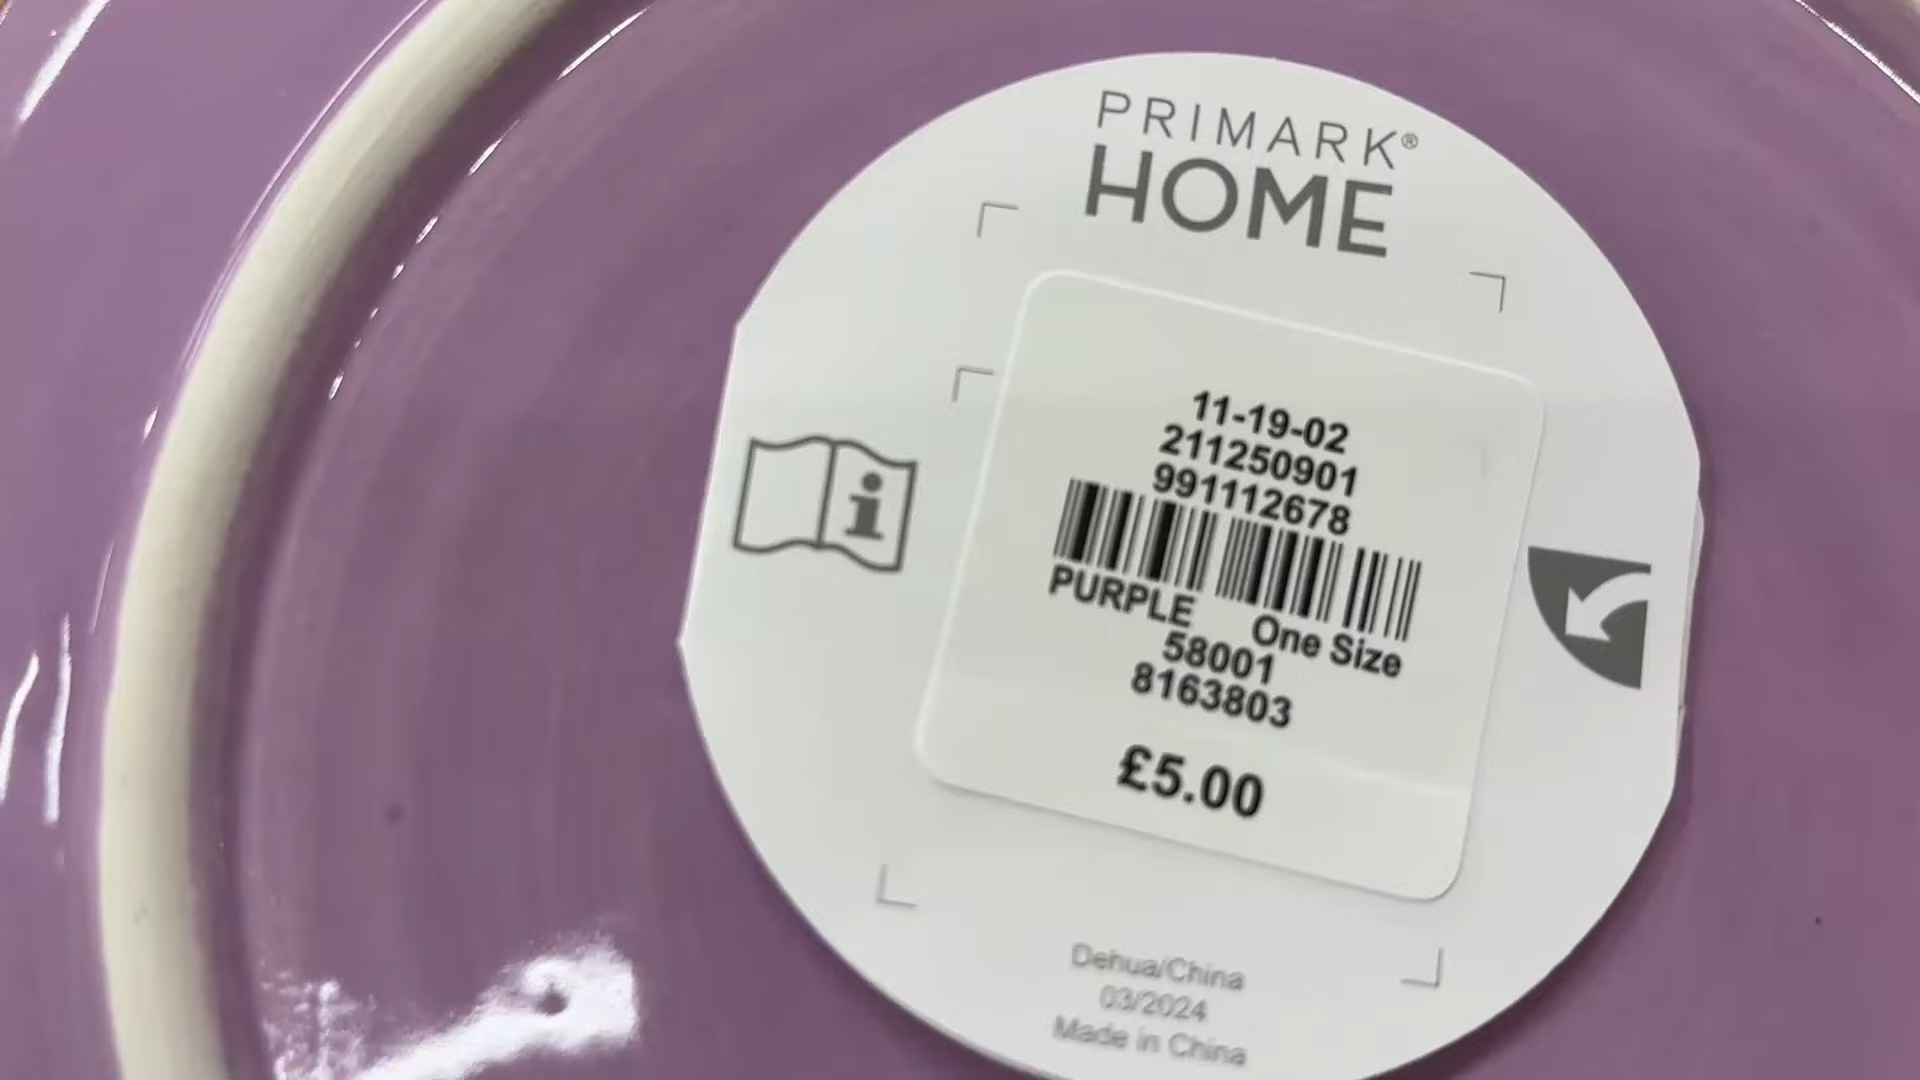 PRIMARK®
HOME
11-19-02
211250901
991112678
PURPLE One Size
58001
8163803
£5.00
Dehua/China
03/2024
Made in China